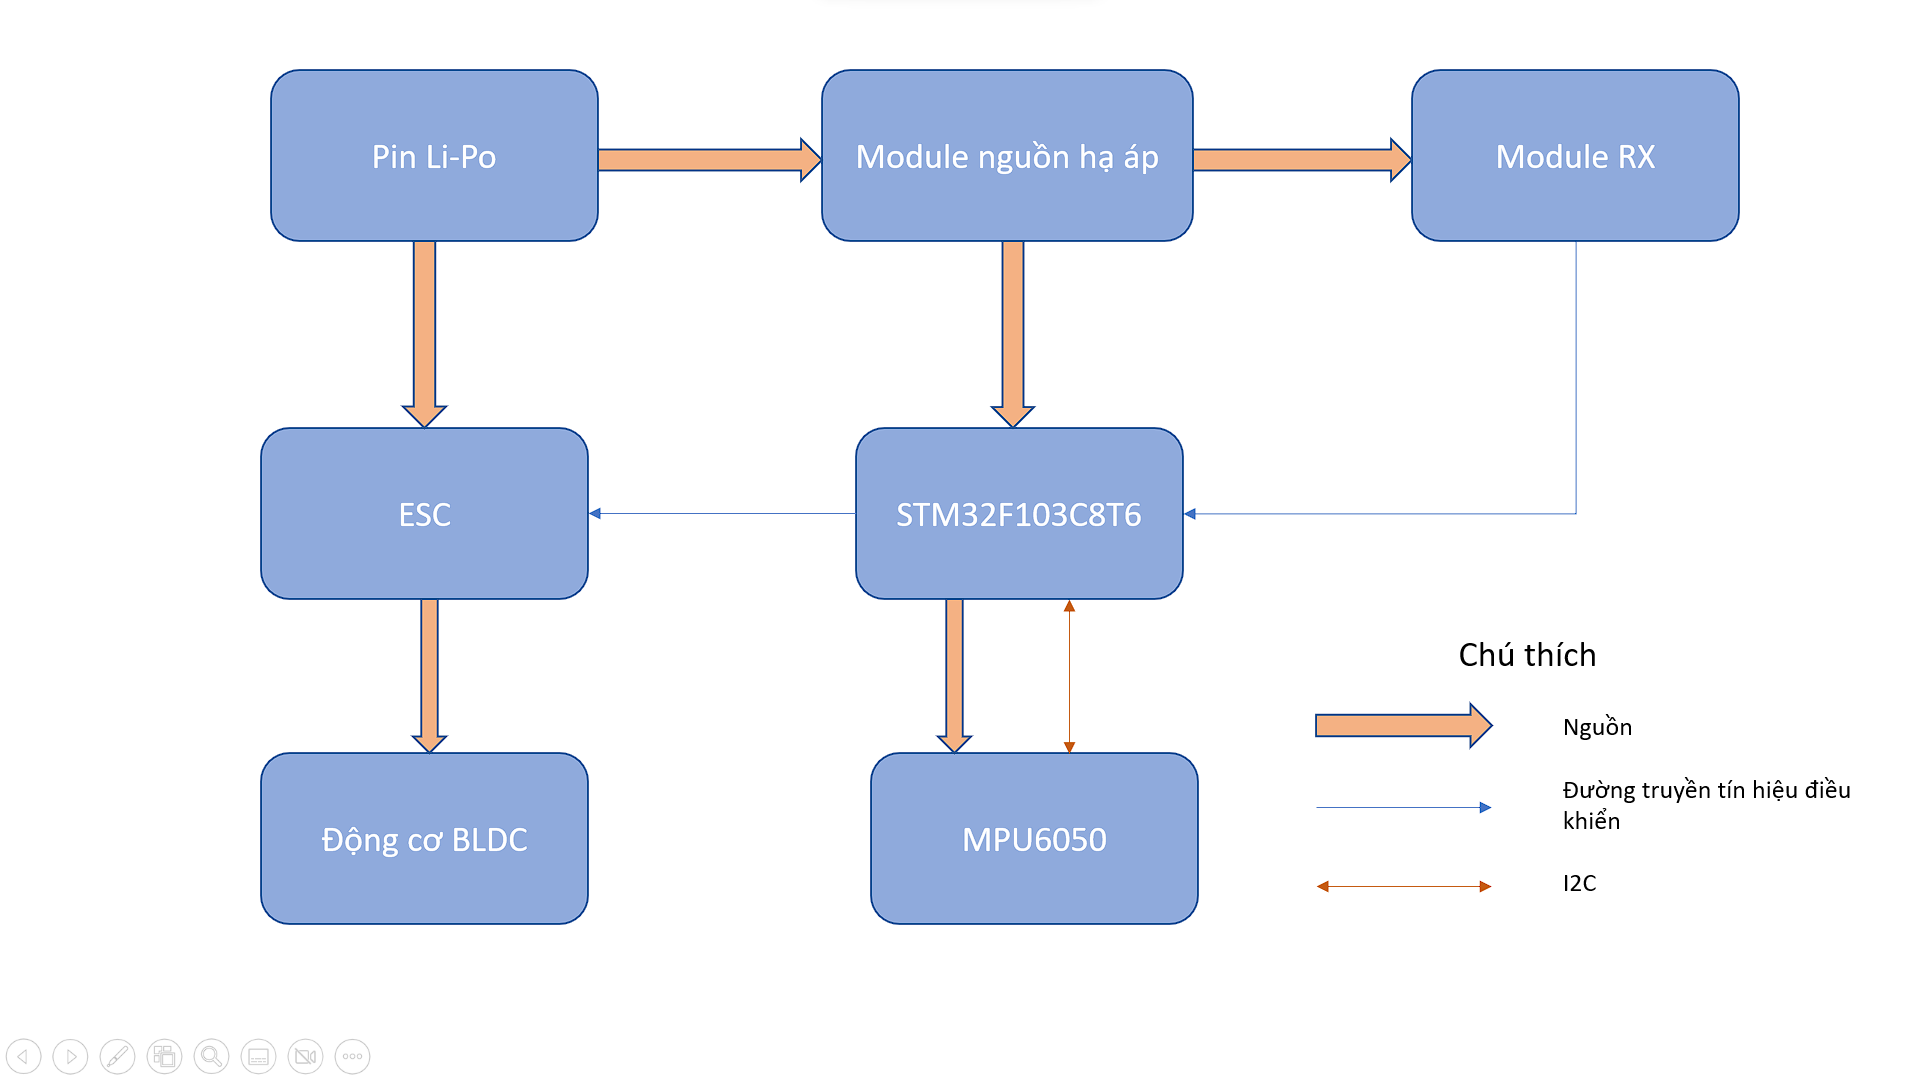 Pin Li-Po
Module nguồn hạ áp
Module RX
ESC
STM32F103C8T6
Động cơ BLDC
MPU6050
Chú thích
Nguồn
Đường truyền tín hiệu điều
khiển
I2C